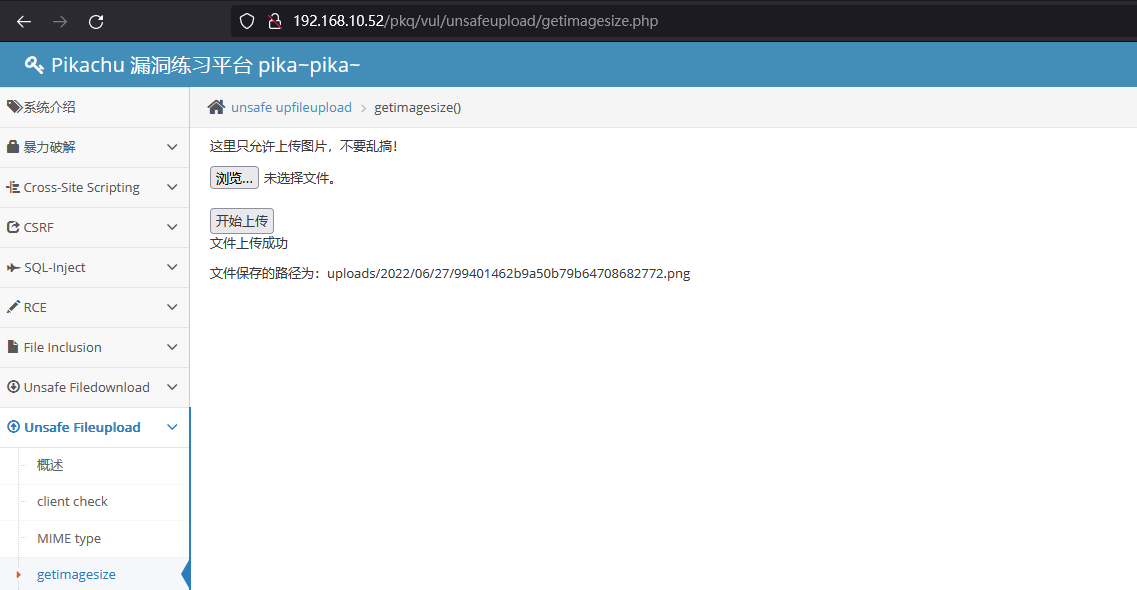 192.168.10.52/pkq/vul/unsafeupload/getimagesize.php
Pikachu 漏洞练习平台 pika~pika~
系统介绍
暴力破解
Cross-Site Scripting
CSRF
SQL-Inject
RCE
File Inclusion
Unsafe Filedownload
Unsafe Fileupload
概述
client check
MIME type
getimagesize
unsafe upfileupload > getimagesize()
这里只允许上传图片，不要乱搞！
浏览... 未选择文件。
开始上传
文件上传成功
文件保存的路径为：uploads/2022/06/27/99401462b9a50b79b64708682772.png